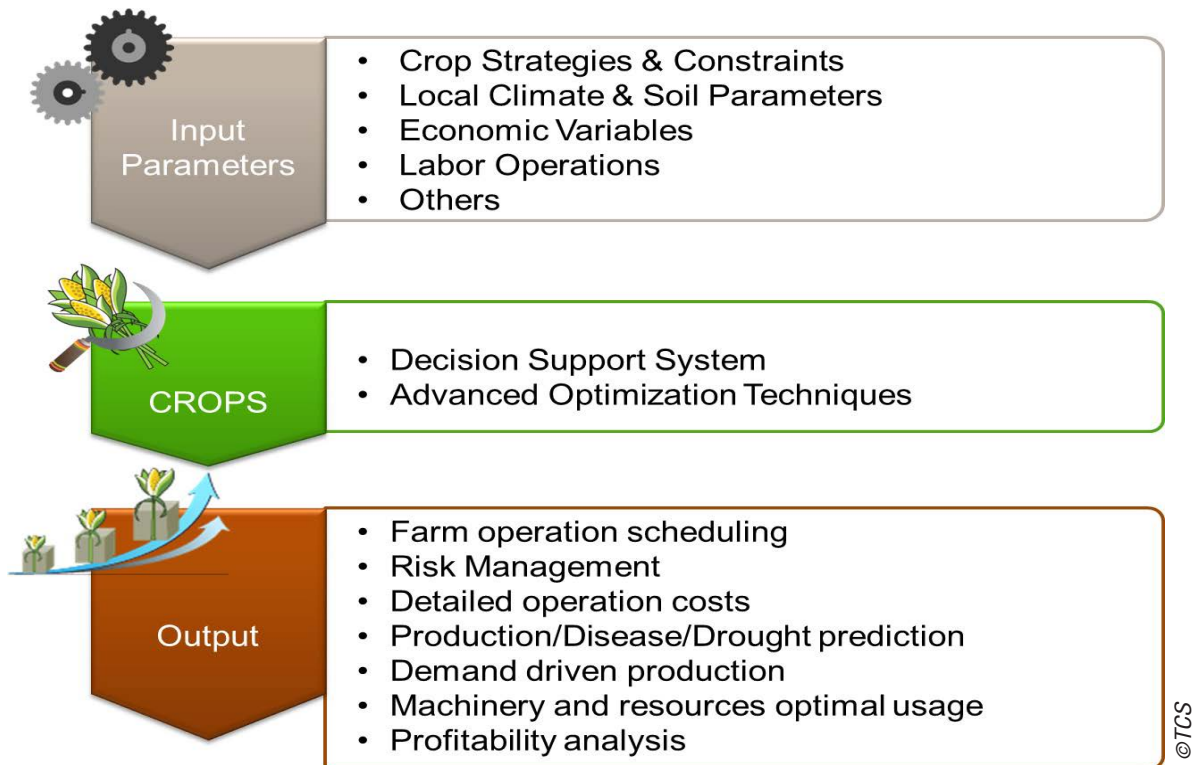 Input
Parameters
• Crop Strategies & Constraints
• Local Climate & Soil Parameters
• Economic Variables
• Labor Operations
• Others
CROPS
• Decision Support System
• Advanced Optimization Techniques
Output
• Farm operation scheduling
• Risk Management
• Detailed operation costs
• Production/Disease/Drought prediction
• Demand driven production
• Machinery and resources optimal usage
• Profitability analysis
©TCS